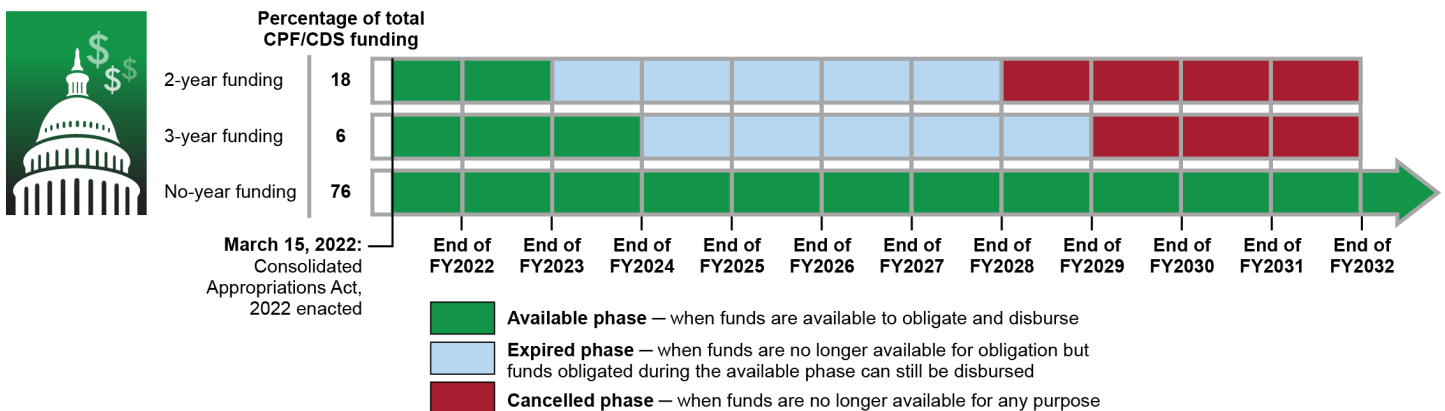 $
$
$
Percentage of total
CPF/CDS funding
2-year funding 18
3-year funding 6
No-year funding 76
March 15, 2022:
Consolidated
Appropriations Act,
2022 enacted
End of FY2022
End of FY2023
End of FY2024
End of FY2025
End of FY2026
End of FY2027
End of FY2028
End of FY2029
End of FY2030
End of FY2031
End of FY2032
Available phase — when funds are available to obligate and disburse
Expired phase — when funds are no longer available for obligation but
funds obligated during the available phase can still be disbursed
Cancelled phase — when funds are no longer available for any purpose